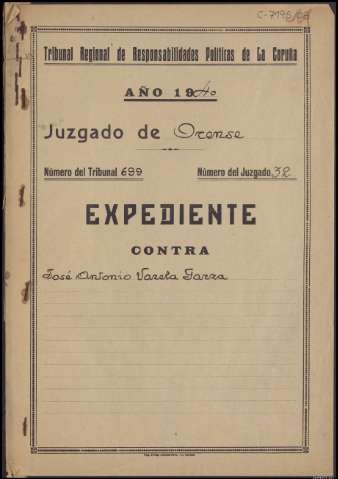 C-7195/66
Tribunal Regional de Responsabilidades Políticas de La Coruña
AÑO 1940
Juzgado de Orense
Número del Tribunal 699 Número del Juzgado 32
EXPEDIENTE
CONTRA
José Antonio Varela Garza